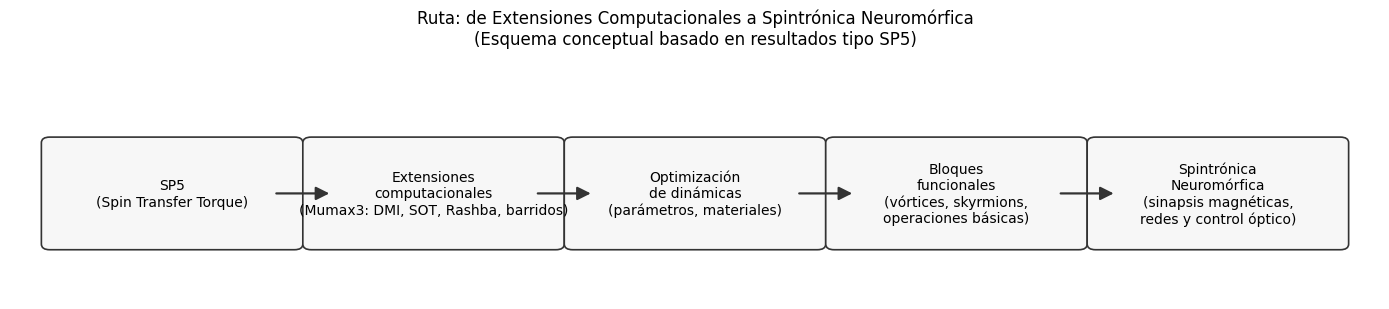 Ruta: de Extensiones Computacionales a Spintrónica Neuromórfica
(Esquema conceptual basado en resultados tipo SP5)
SP5
(Spin Transfer Torque)
Extensiones
computacionales
(Mumax3: DMI, SOT, Rashba, barridos)
Optimización
de dinámicas
(parámetros, materiales)
Bloques
funcionales
(vórtices, skyrmions,
operaciones básicas)
Spintrónica
Neuromórfica
(sinapsis magnéticas,
redes y control óptico)